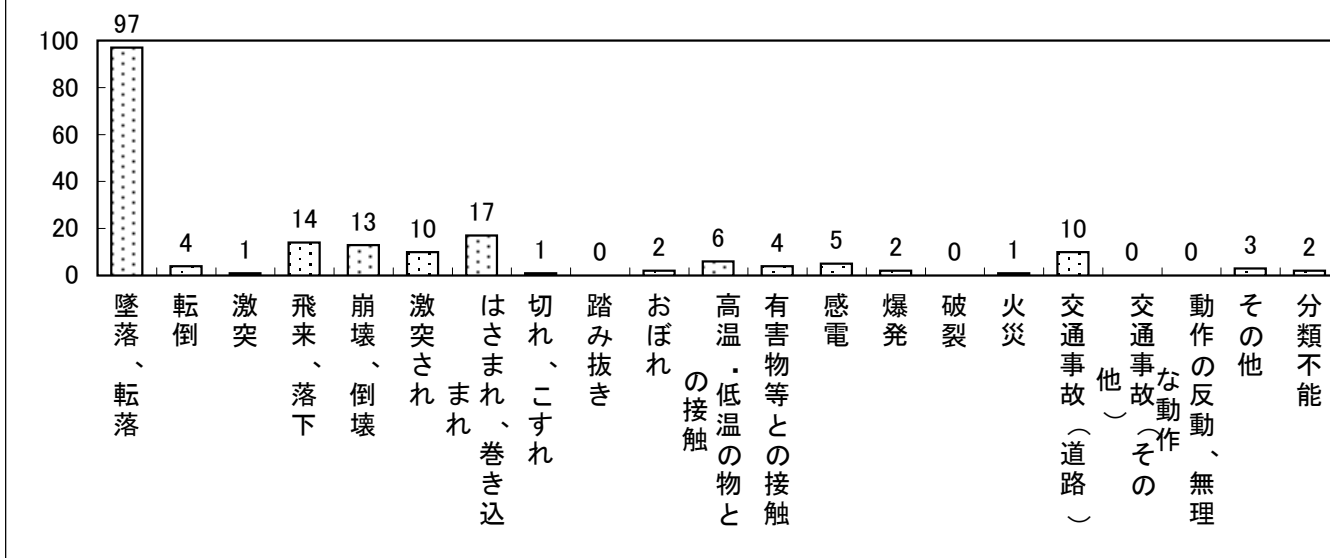 97
100
80
60
40
20
0
4
1
14
13
10
17
1
0
2
6
4
5
2
0
1
10
0
0
3
2
墜落、転落
転倒
激突
飛来、落下
崩壊、倒壊
激突され
はさまれ、巻き込
まれ
切れ、こすれ
踏み抜き
おぼれ
高温・低温の物と
の接触
有害物等との接触
感電
爆発
破裂
火災
交通事故（道路）
交通事故（その
他）
動作の反動、無理
な動作
その他
分類不能